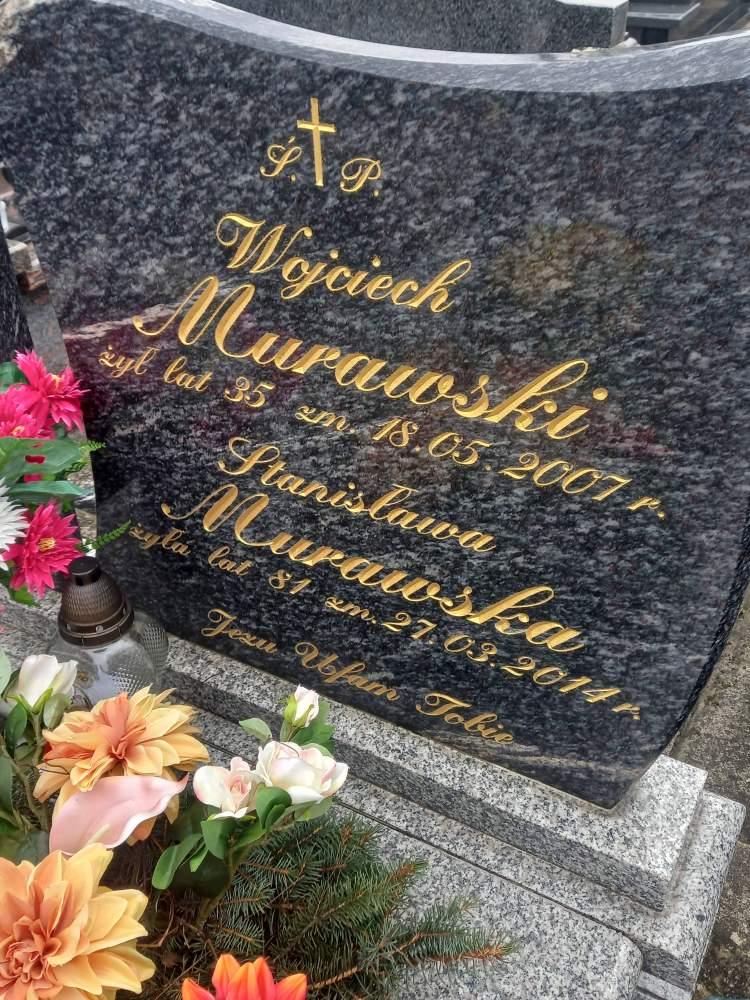 Ś. P.
Wojciech
Murawski
żył lat 35 zm. 18.05.2007 r.
Stanisława
Murawska
żyła lat 81 zm. 27.03.2014 r.
Jezu Ufam Tobie